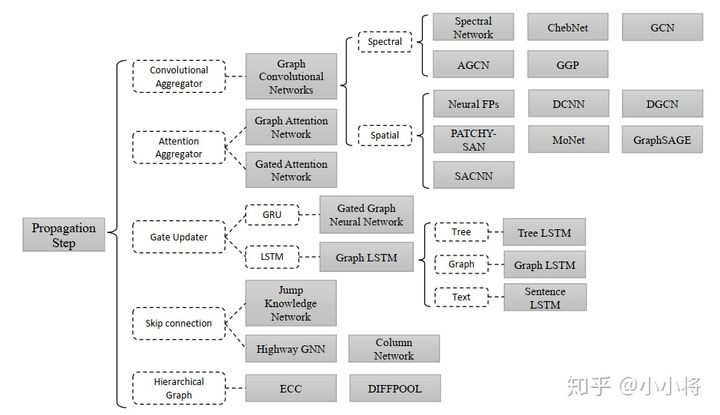 Propagation
Step
Convolutional
Aggregator
Graph
Convolutional
Networks
Spectral
Spectral
Network
ChebNet
GCN
AGCN
GGP
Spatial
Neural FPs
DCNN
DGCN
PATCHY-
SAN
MoNet
GraphSAGE
SACNN
Attention
Aggregator
Graph Attention
Network
Gated Attention
Network
Gate Updater
GRU
Gated Graph
Neural Network
LSTM
Graph LSTM
Tree
Tree LSTM
Graph
Graph LSTM
Text
Sentence
LSTM
Skip connection
Jump
Knowledge
Network
Highway GNN
Column
Network
Hierarchical
Graph
ECC
DIFFPOOL
知乎 @小小将